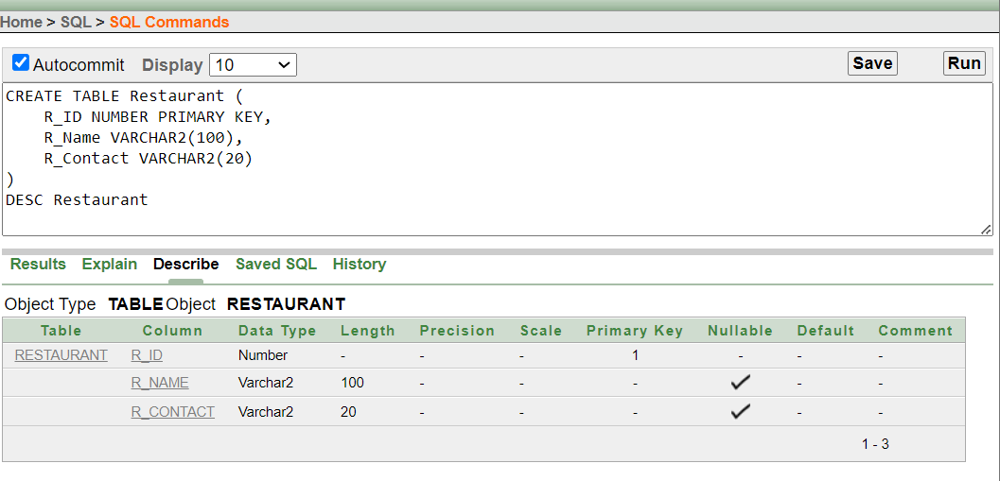 Home > SQL > SQL Commands
Autocommit Display 10 Save Run
CREATE TABLE Restaurant (
    R_ID NUMBER PRIMARY KEY,
    R_Name VARCHAR2(100),
    R_Contact VARCHAR2(20)
)
DESC Restaurant
Results Explain Describe Saved SQL History
Object Type TABLE Object RESTAURANT
Table Column Data Type Length Precision Scale Primary Key Nullable Default Comment
RESTAURANT R_ID Number - - - 1 - - -
R_NAME Varchar2 100 - - - ✓ - -
R_CONTACT Varchar2 20 - - - ✓ - -
1 - 3